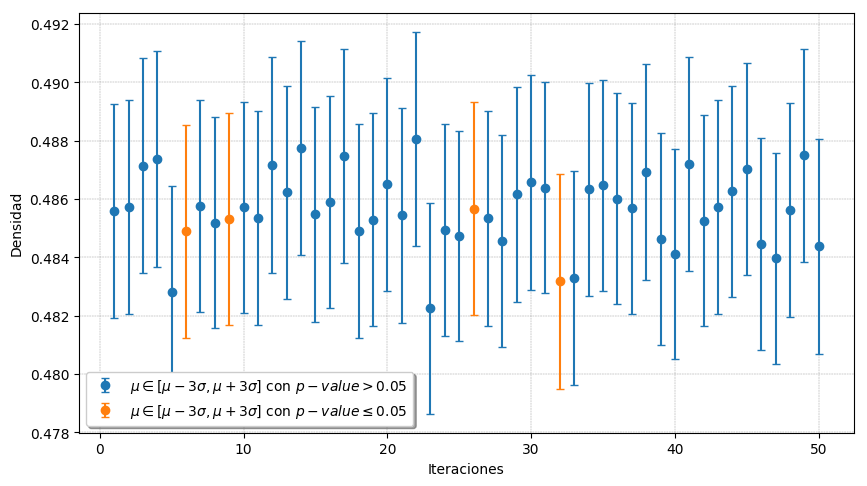 0.492
0.490
0.488
0.486
0.484
0.482
0.480
0.478
Densidad
μ ∈ [μ − 3σ, μ + 3σ] con p − value > 0.05
μ ∈ [μ − 3σ, μ + 3σ] con p − value ≤ 0.05
0 10 20 30 40 50
Iteraciones